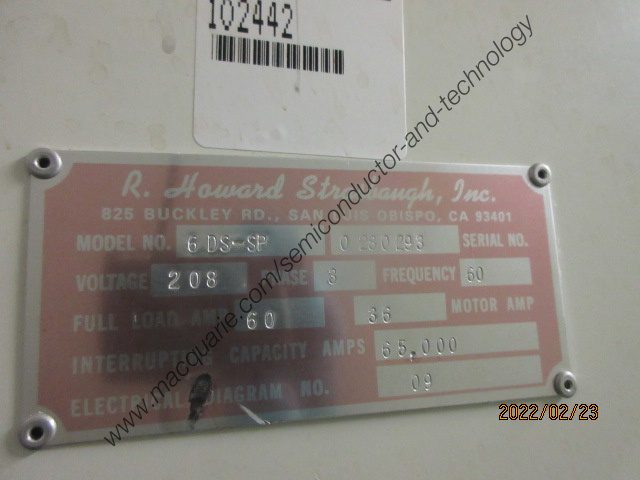 102442
R. Howard Strasbaugh, Inc.
825 BUCKLEY RD., SAN LUIS OBISPO, CA 93401
MODEL NO. 6DS-SP 0280293 SERIAL NO.
VOLTAGE 208 PHASE 3 FREQUENCY 60
FULL LOAD AMP 60 36 MOTOR AMP
INTERRUPTING CAPACITY AMPS 65,000
ELECTRICAL DIAGRAM NO. 09
www.macquarie.com/semiconductor-and-technology
2022/02/23